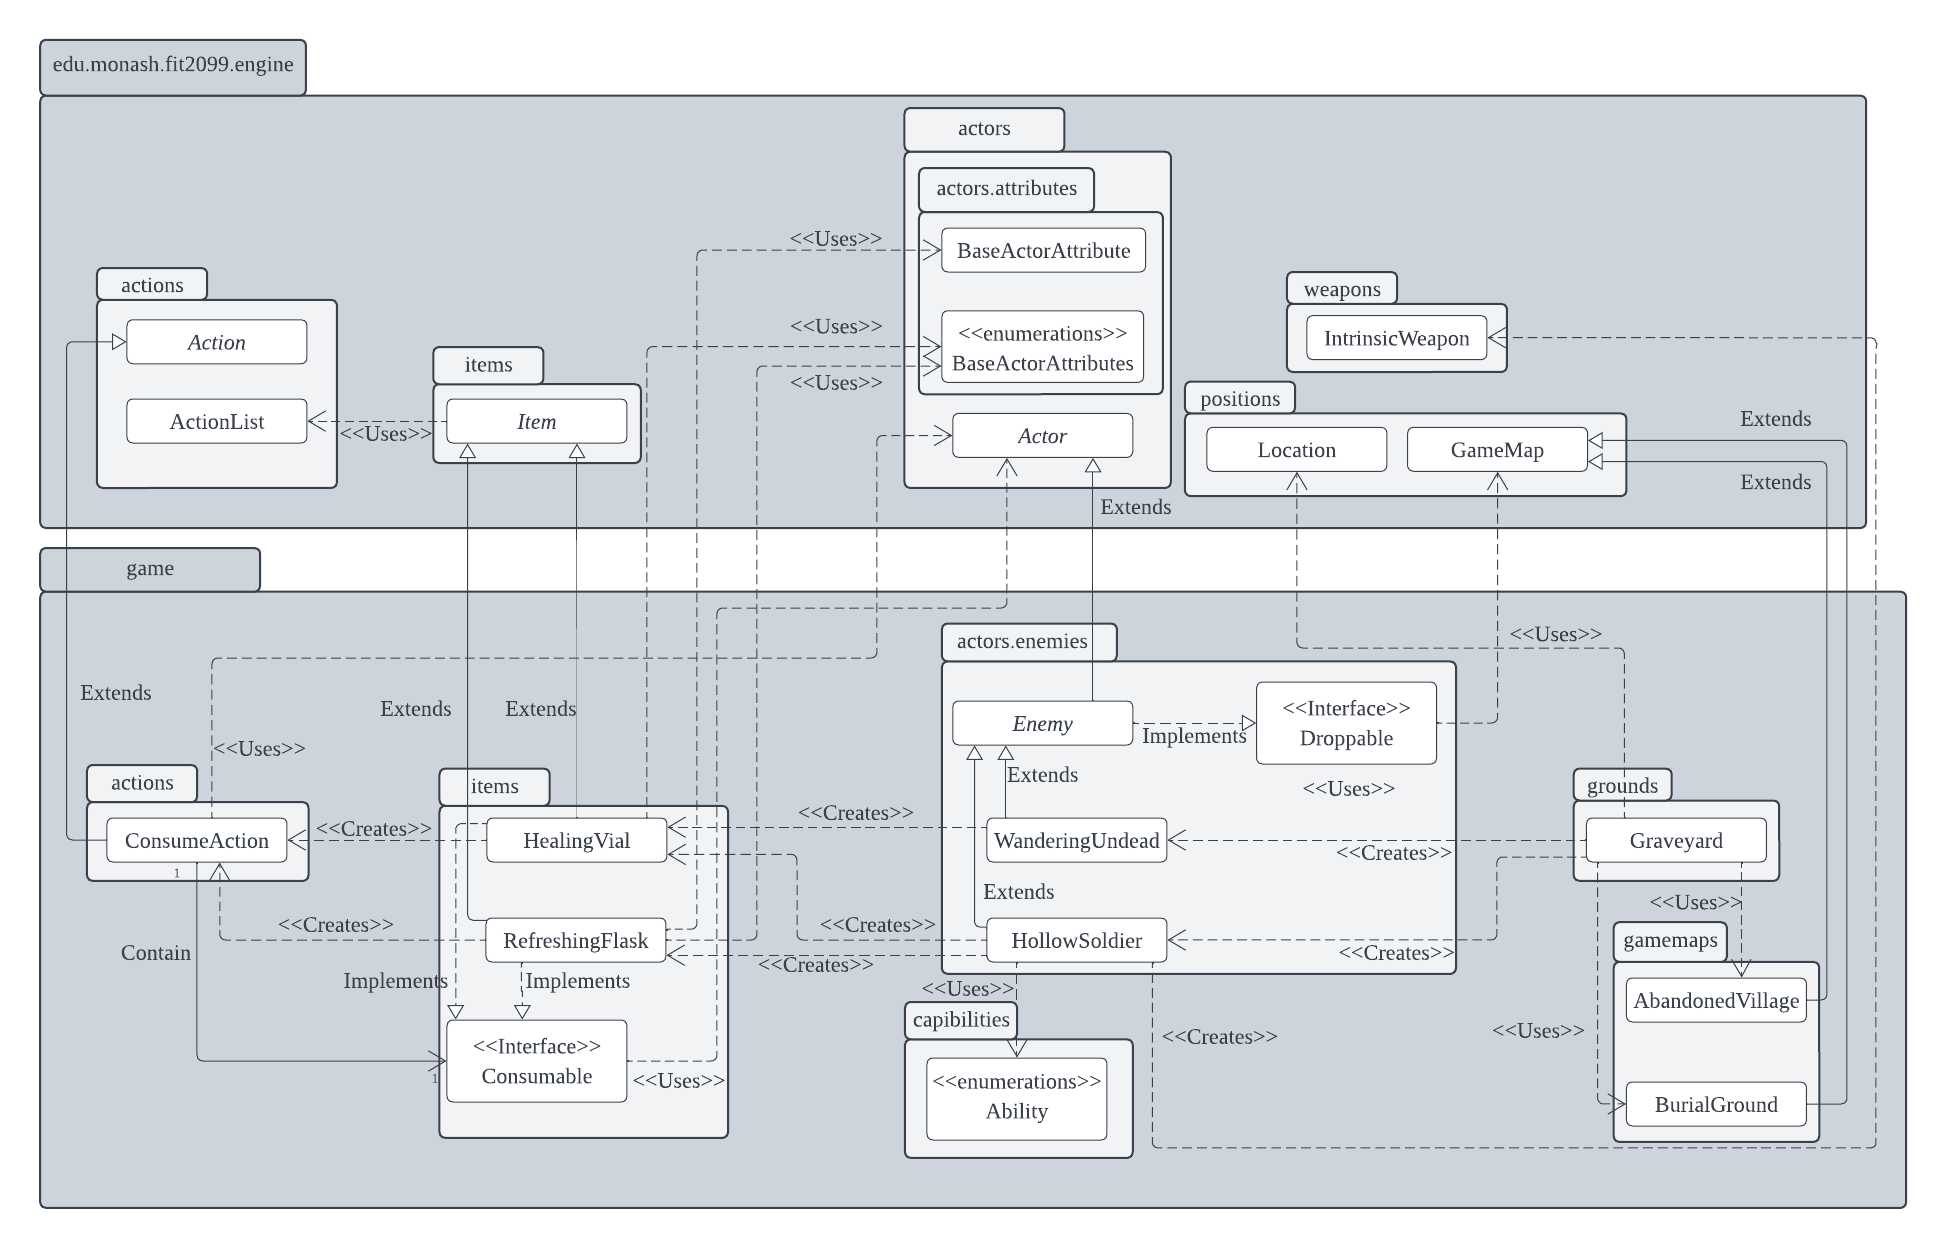 edu.monash.fit2099.engine
actors
actors.attributes
<<Uses>>
BaseActorAttribute
actions
weapons
Action
<<Uses>>
<<enumerations>>
BaseActorAttributes
IntrinsicWeapon
items
<<Uses>>
positions
ActionList
<<Uses>>
Item
Actor
Location
GameMap
Extends
Extends
Extends
game
actors.enemies
<<Uses>>
Extends
Extends
Extends
<<Uses>>
Enemy
Implements
<<Interface>>
Droppable
actions
items
Extends
<<Uses>>
grounds
ConsumeAction
<<Creates>>
HealingVial
<<Creates>>
WanderingUndead
<<Creates>>
Graveyard
1
Extends
<<Uses>>
<<Creates>>
RefreshingFlask
<<Creates>>
HollowSoldier
<<Creates>>
gamemaps
Contain
Implements
Implements
<<Creates>>
<<Uses>>
AbandonedVillage
capibilities
<<Creates>>
<<Uses>>
<<Interface>>
Consumable
1
<<Uses>>
<<enumerations>>
Ability
BurialGround